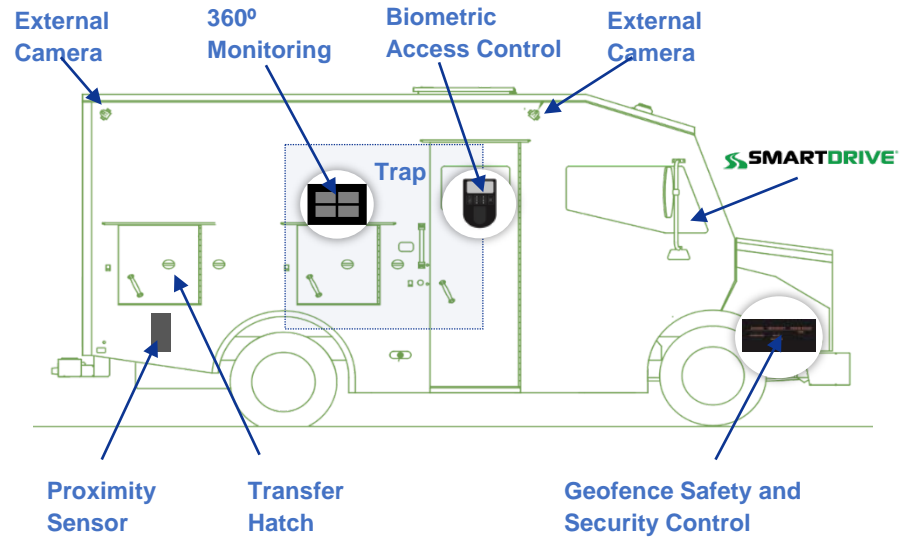 External
Camera
360º
Monitoring
Biometric
Access Control
External
Camera
Trap
SMARTDRIVE
Proximity
Sensor
Transfer
Hatch
Geofence Safety and
Security Control